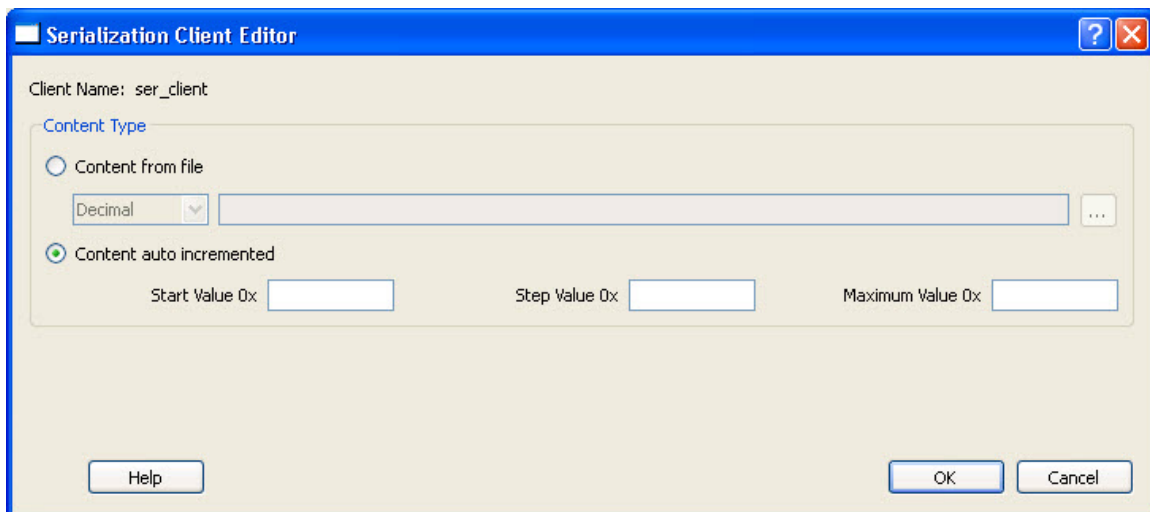 Serialization Client Editor
Client Name: ser_client
Content Type
Content from file
Decimal ...
Content auto incremented
Start Value 0x Step Value 0x Maximum Value 0x
Help OK Cancel